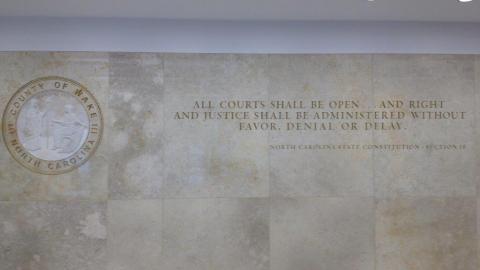 COUNTY OF WAKE
NORTH CAROLINA
ALL COURTS SHALL BE OPEN... AND RIGHT
AND JUSTICE SHALL BE ADMINISTERED WITHOUT
FAVOR, DENIAL OR DELAY.
NORTH CAROLINA STATE CONSTITUTION - SECTION 18